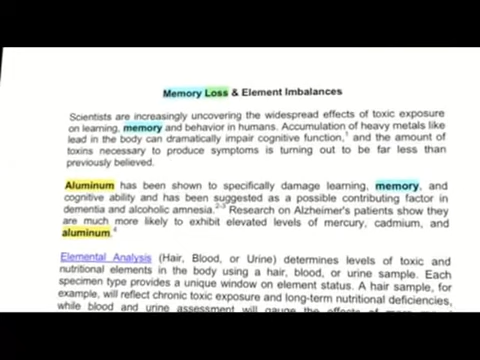 Memory Loss & Element Imbalances
Scientists are increasingly uncovering the widespread effects of toxic exposure
on learning, memory and behavior in humans. Accumulation of heavy metals like
lead in the body can dramatically impair cognitive function,1 and the amount of
toxins necessary to produce symptoms is turning out to be far less than
previously believed.
Aluminum has been shown to specifically damage learning, memory, and
cognitive ability and has been suggested as a possible contributing factor in
dementia and alcoholic amnesia.2-3 Research on Alzheimer's patients show they
are much more likely to exhibit elevated levels of mercury, cadmium, and
aluminum.4
Elemental Analysis (Hair, Blood, or Urine) determines levels of toxic and
nutritional elements in the body using a hair, blood, or urine sample. Each
specimen type provides a unique window on element status. A hair sample, for
example, will reflect chronic toxic exposure and long-term nutritional deficiencies,
while blood and urine assessment will gauge the effects of more